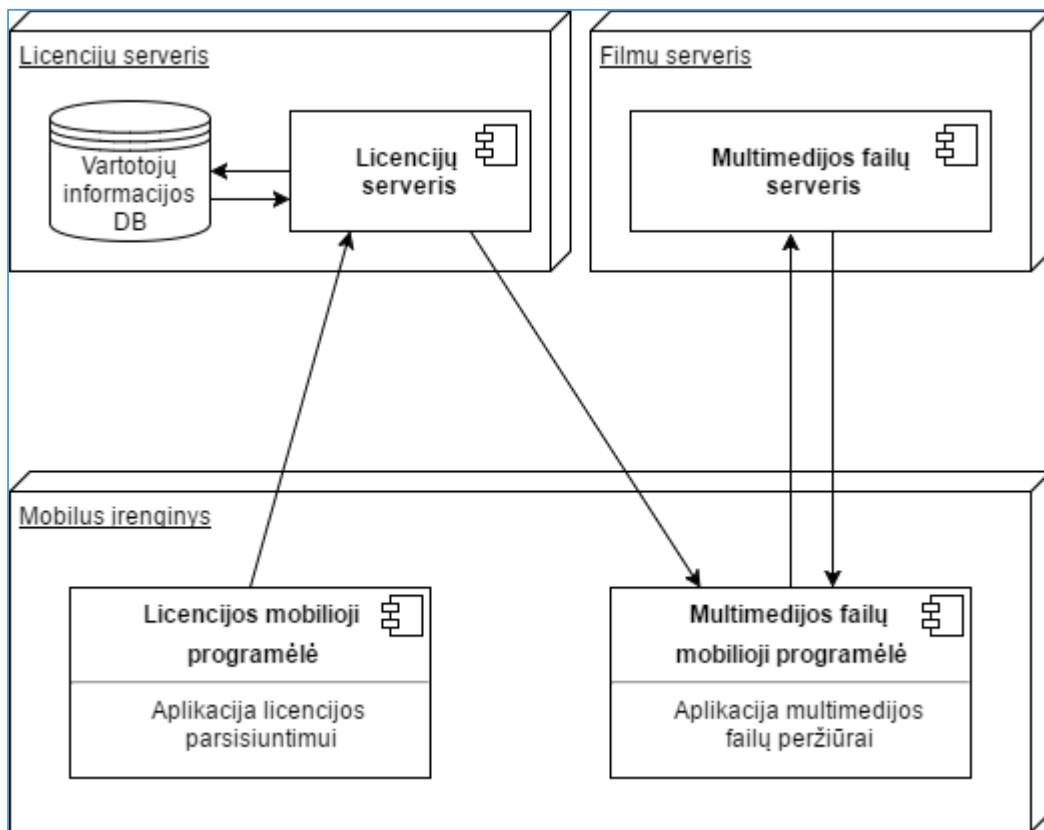 Licencijų serveris
Vartotojų
informacijos
DB
Licencijų
serveris
Filmų serveris
Multimedijos failų
serveris
Mobilus įrenginys
Licencijos mobilioji
programėlė
Aplikacija licencijos
parsisiuntimui
Multimedijos failų
mobilioji programėlė
Aplikacija multimedijos
failų peržiūrai